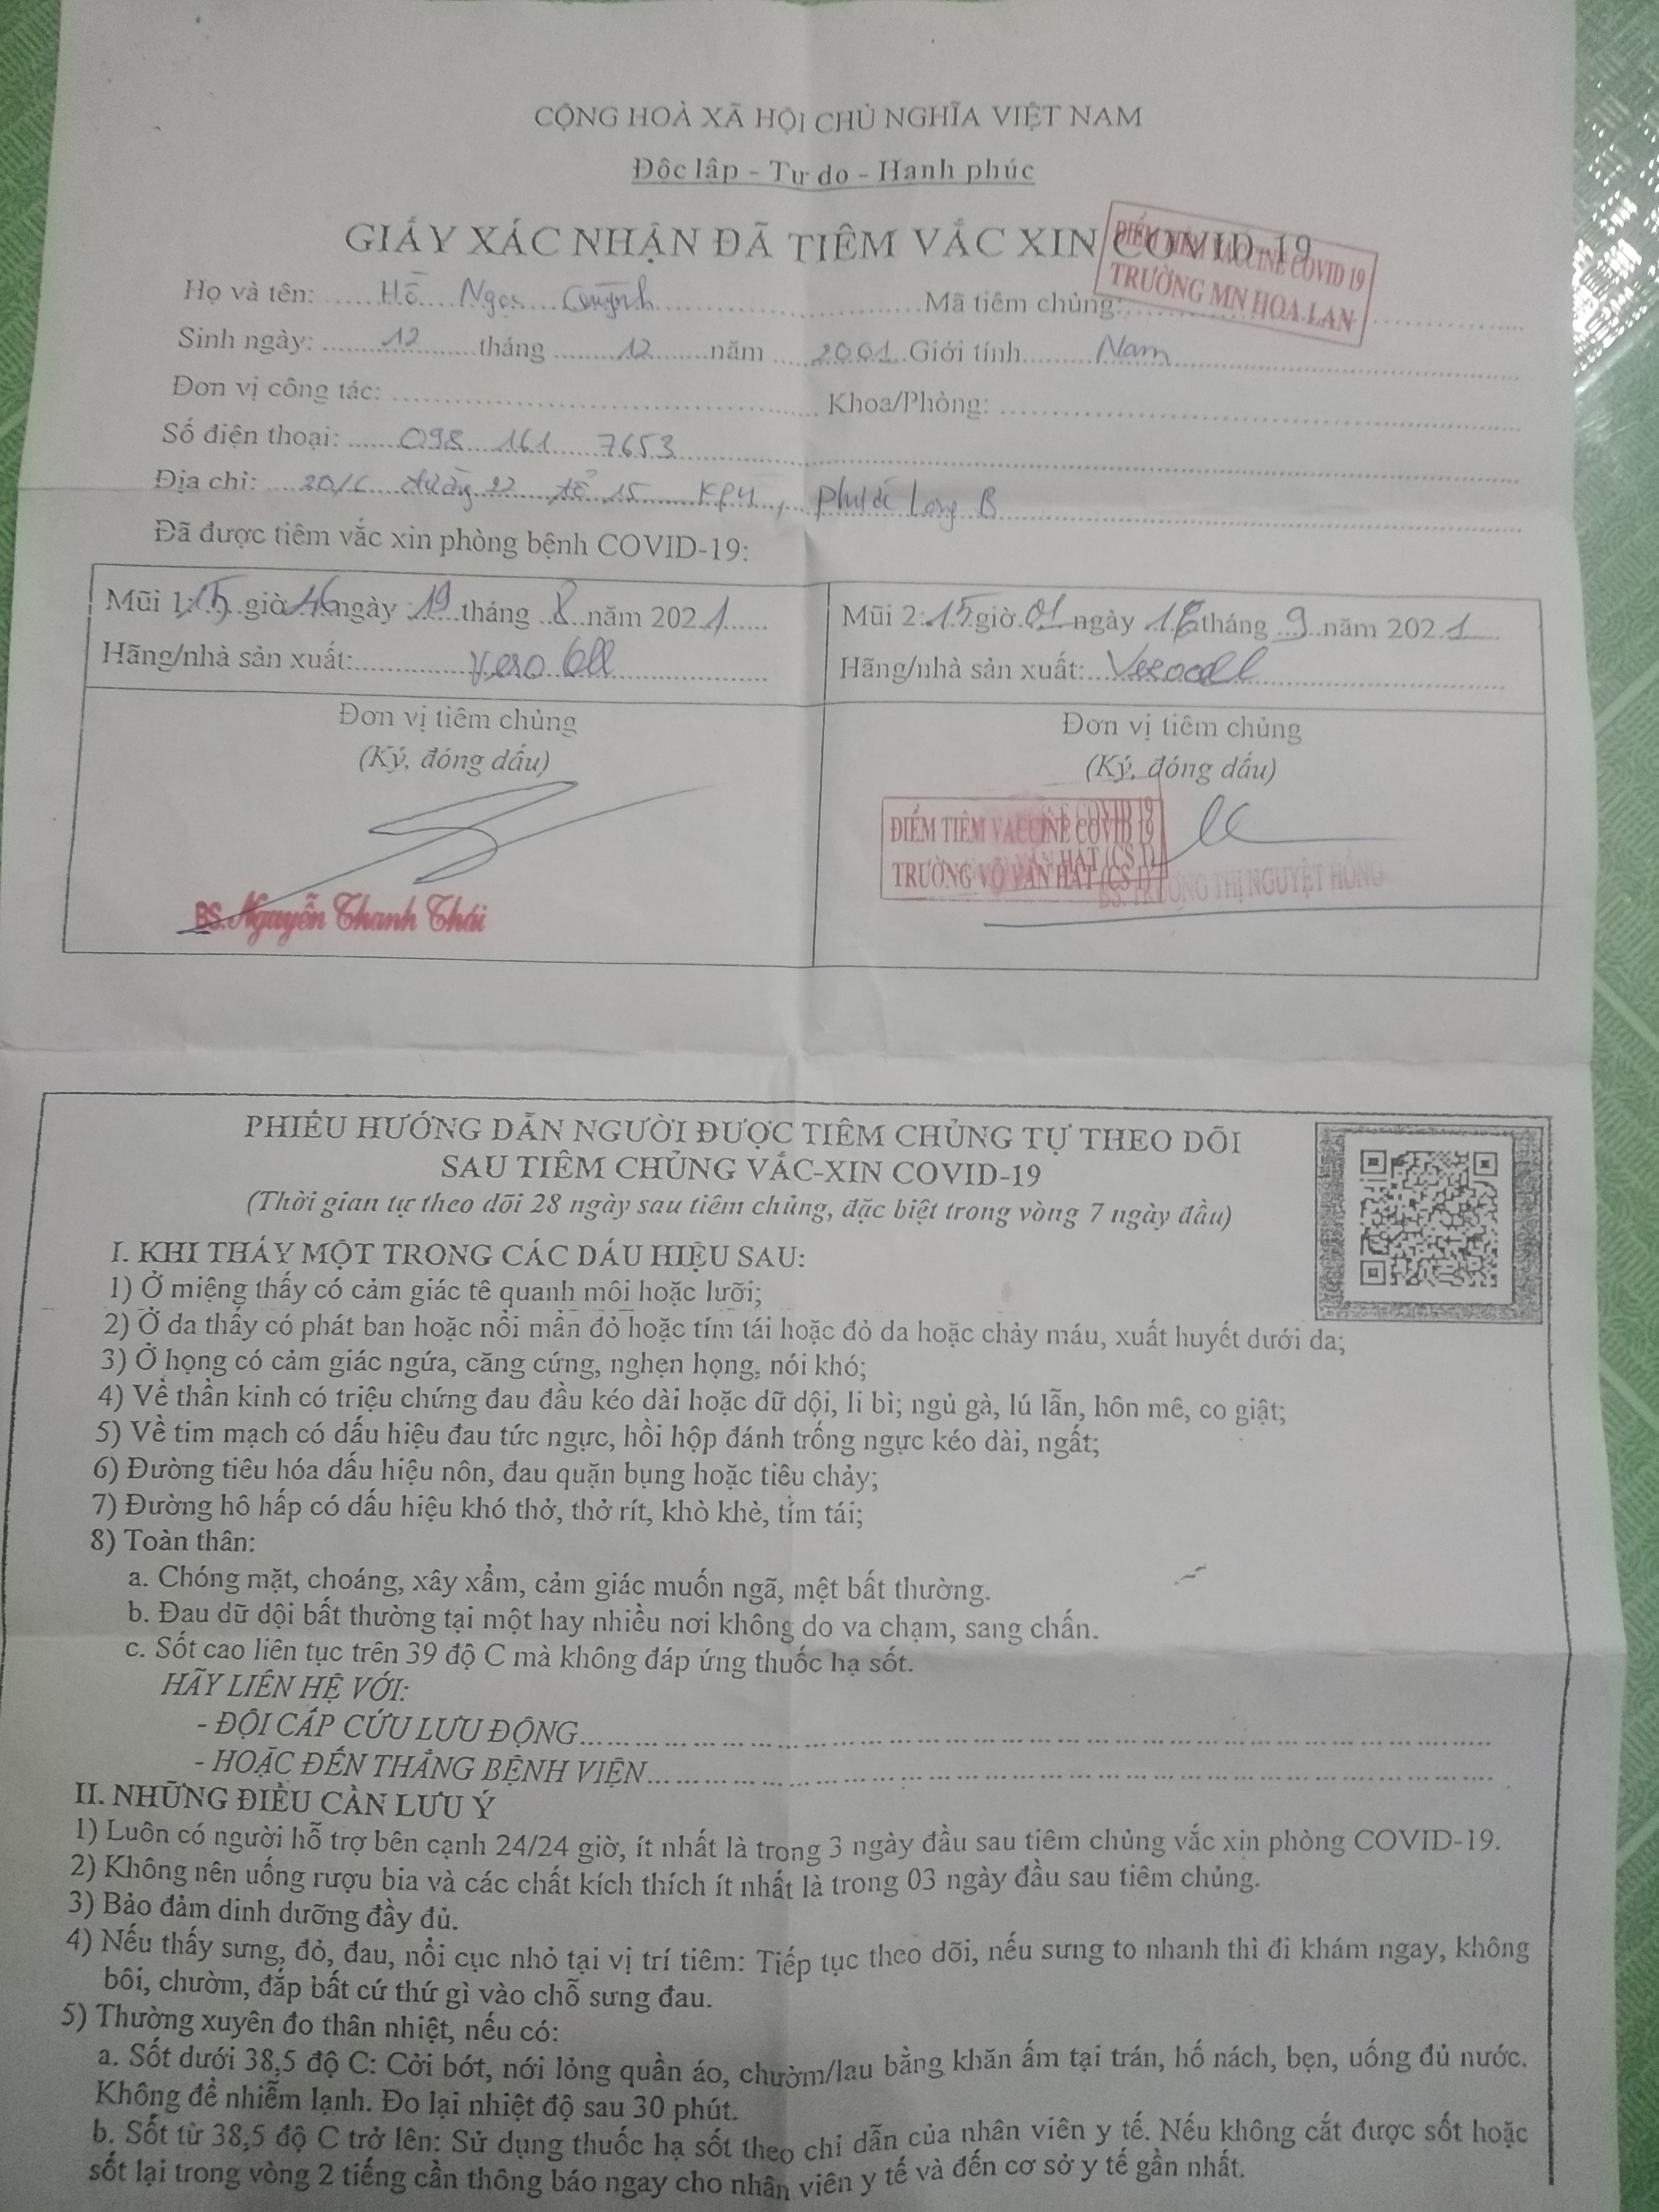 CỘNG HOÀ XÃ HỘI CHỦ NGHĨA VIỆT NAM
Độc lập - Tự do - Hạnh phúc
GIẤY XÁC NHẬN ĐÃ TIÊM VẮC XIN COVID-19
ĐIỂM TIÊM VACCINE COVID 19
TRƯỜNG MN HOA LAN
Họ và tên: Hồ Ngọc Quỳnh Mã tiêm chủng:
Sinh ngày: 12 tháng 12 năm 2001 Giới tính Nam
Đơn vị công tác: Khoa/Phòng:
Số điện thoại: 098 161 7653
Địa chỉ: đường 22 tổ 15 KP4, Phước Long B
Đã được tiêm vắc xin phòng bệnh COVID-19:
Mũi 1: 15 giờ 46 ngày 19 tháng 8 năm 2021
Hãng/nhà sản xuất: Vero Cell
Mũi 2: 15 giờ 01 ngày tháng 9 năm 2021
Hãng/nhà sản xuất: Verocell
Đơn vị tiêm chủng
(Ký, đóng dấu)
BS. Nguyễn Thanh Thái
Đơn vị tiêm chủng
(Ký, đóng dấu)
ĐIỂM TIÊM VACCINE COVID 19
TRƯỜNG VÕ VĂN HÁT (CS 1)
BS. TRƯƠNG THỊ NGUYỆT HỒNG
PHIẾU HƯỚNG DẪN NGƯỜI ĐƯỢC TIÊM CHỦNG TỰ THEO DÕI
SAU TIÊM CHỦNG VẮC-XIN COVID-19
(Thời gian tự theo dõi 28 ngày sau tiêm chủng, đặc biệt trong vòng 7 ngày đầu)
I. KHI THẤY MỘT TRONG CÁC DẤU HIỆU SAU:
1) Ở miệng thấy có cảm giác tê quanh môi hoặc lưỡi;
2) Ở da thấy có phát ban hoặc nổi mẩn đỏ hoặc tím tái hoặc đỏ da hoặc chảy máu, xuất huyết dưới da;
3) Ở họng có cảm giác ngứa, căng cứng, nghẹn họng, nói khó;
4) Về thần kinh có triệu chứng đau đầu kéo dài hoặc dữ dội, li bì; ngủ gà, lú lẫn, hôn mê, co giật;
5) Về tim mạch có dấu hiệu đau tức ngực, hồi hộp đánh trống ngực kéo dài, ngất;
6) Đường tiêu hóa dấu hiệu nôn, đau quặn bụng hoặc tiêu chảy;
7) Đường hô hấp có dấu hiệu khó thở, thở rít, khò khè, tím tái;
8) Toàn thân:
a. Chóng mặt, choáng, xây xẩm, cảm giác muốn ngã, mệt bất thường.
b. Đau dữ dội bất thường tại một hay nhiều nơi không do va chạm, sang chấn.
c. Sốt cao liên tục trên 39 độ C mà không đáp ứng thuốc hạ sốt.
HÃY LIÊN HỆ VỚI:
- ĐỘI CẤP CỨU LƯU ĐỘNG
- HOẶC ĐẾN THẲNG BỆNH VIỆN
II. NHỮNG ĐIỀU CẦN LƯU Ý
1) Luôn có người hỗ trợ bên cạnh 24/24 giờ, ít nhất là trong 3 ngày đầu sau tiêm chủng vắc xin phòng COVID-19.
2) Không nên uống rượu bia và các chất kích thích ít nhất là trong 03 ngày đầu sau tiêm chủng.
3) Bảo đảm dinh dưỡng đầy đủ.
4) Nếu thấy sưng, đỏ, đau, nổi cục nhỏ tại vị trí tiêm: Tiếp tục theo dõi, nếu sưng to nhanh thì đi khám ngay, không
bôi, chườm, đắp bất cứ thứ gì vào chỗ sưng đau.
5) Thường xuyên đo thân nhiệt, nếu có:
a. Sốt dưới 38,5 độ C: Cởi bớt, nới lỏng quần áo, chườm/lau bằng khăn ấm tại trán, hố nách, bẹn, uống đủ nước.
Không để nhiễm lạnh. Đo lại nhiệt độ sau 30 phút.
b. Sốt từ 38,5 độ C trở lên: Sử dụng thuốc hạ sốt theo chỉ dẫn của nhân viên y tế. Nếu không cắt được sốt hoặc
sốt lại trong vòng 2 tiếng cần thông báo ngay cho nhân viên y tế và đến cơ sở y tế gần nhất.